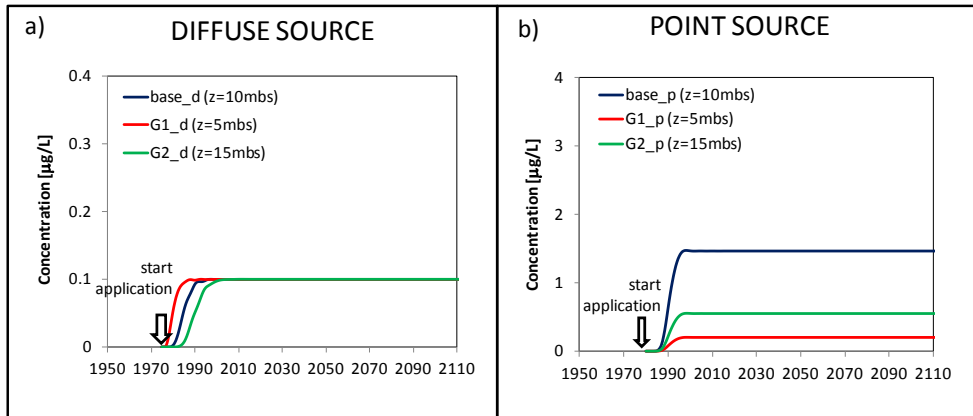 a)
DIFFUSE SOURCE
0.4
0.3
0.2
0.1
0
Concentration [µg/L]
base_d (z=10mbs)
G1_d (z=5mbs)
G2_d (z=15mbs)
start
application
1950 1970 1990 2010 2030 2050 2070 2090 2110
b)
POINT SOURCE
4
3
2
1
0
Concentration [µg/L]
base_p (z=10mbs)
G1_p (z=5mbs)
G2_p (z=15mbs)
start
application
1950 1970 1990 2010 2030 2050 2070 2090 2110